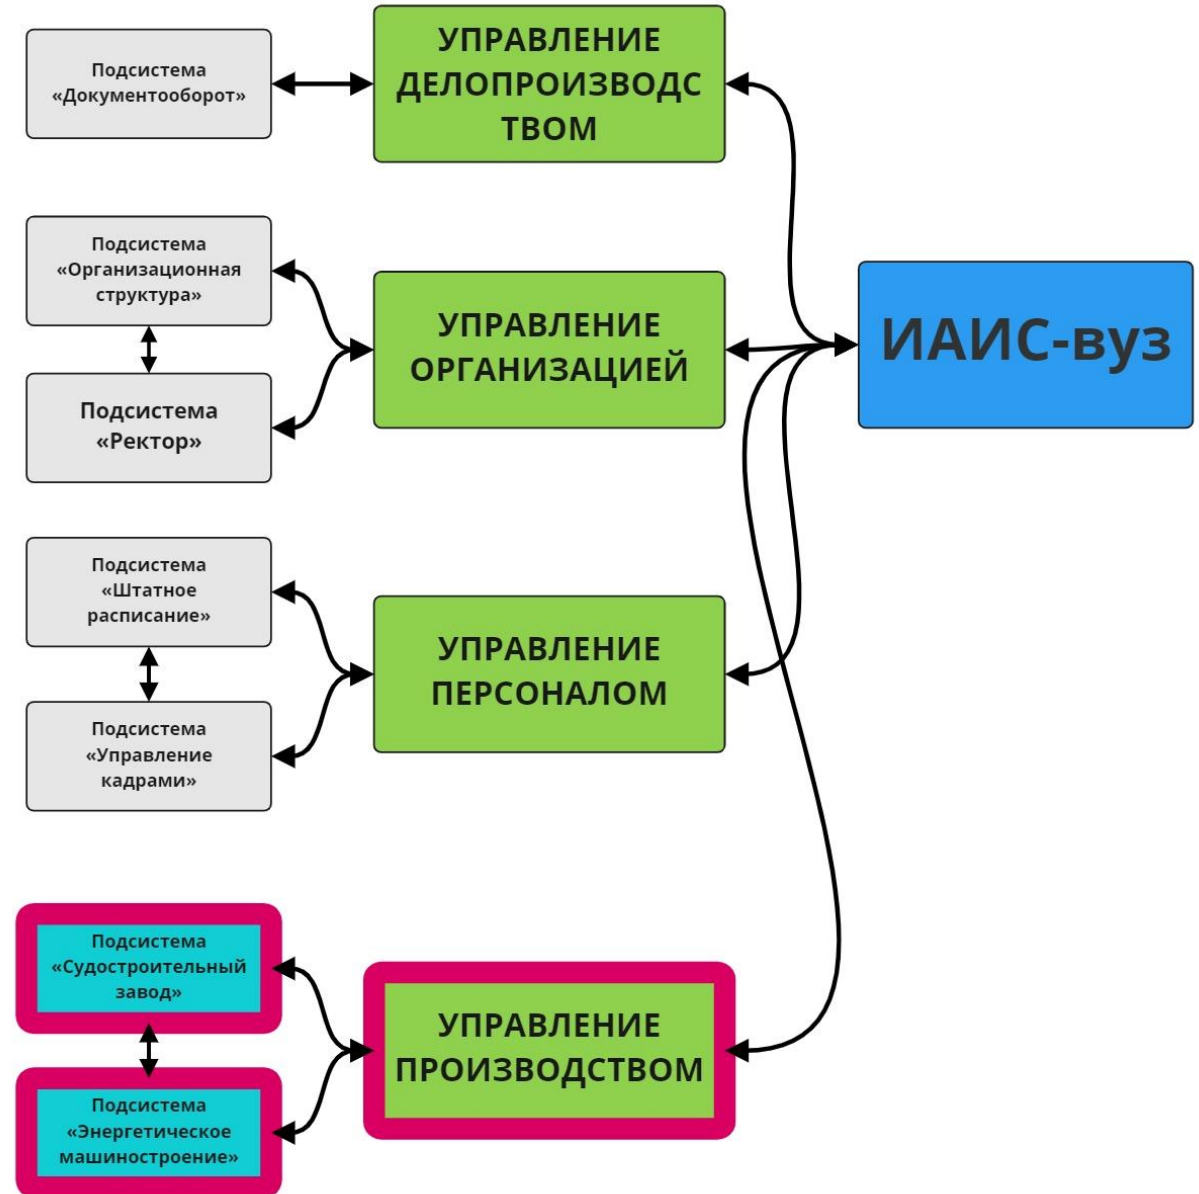 Подсистема
«Документооборот»
УПРАВЛЕНИЕ
ДЕЛОПРОИЗВОДС
ТВОМ
Подсистема
«Организационная
структура»
Подсистема
«Ректор»
УПРАВЛЕНИЕ
ОРГАНИЗАЦИЕЙ
ИАИС-вуз
Подсистема
«Штатное
расписание»
Подсистема
«Управление
кадрами»
УПРАВЛЕНИЕ
ПЕРСОНАЛОМ
Подсистема
«Судостроительный
завод»
Подсистема
«Энергетическое
машиностроение»
УПРАВЛЕНИЕ
ПРОИЗВОДСТВОМ